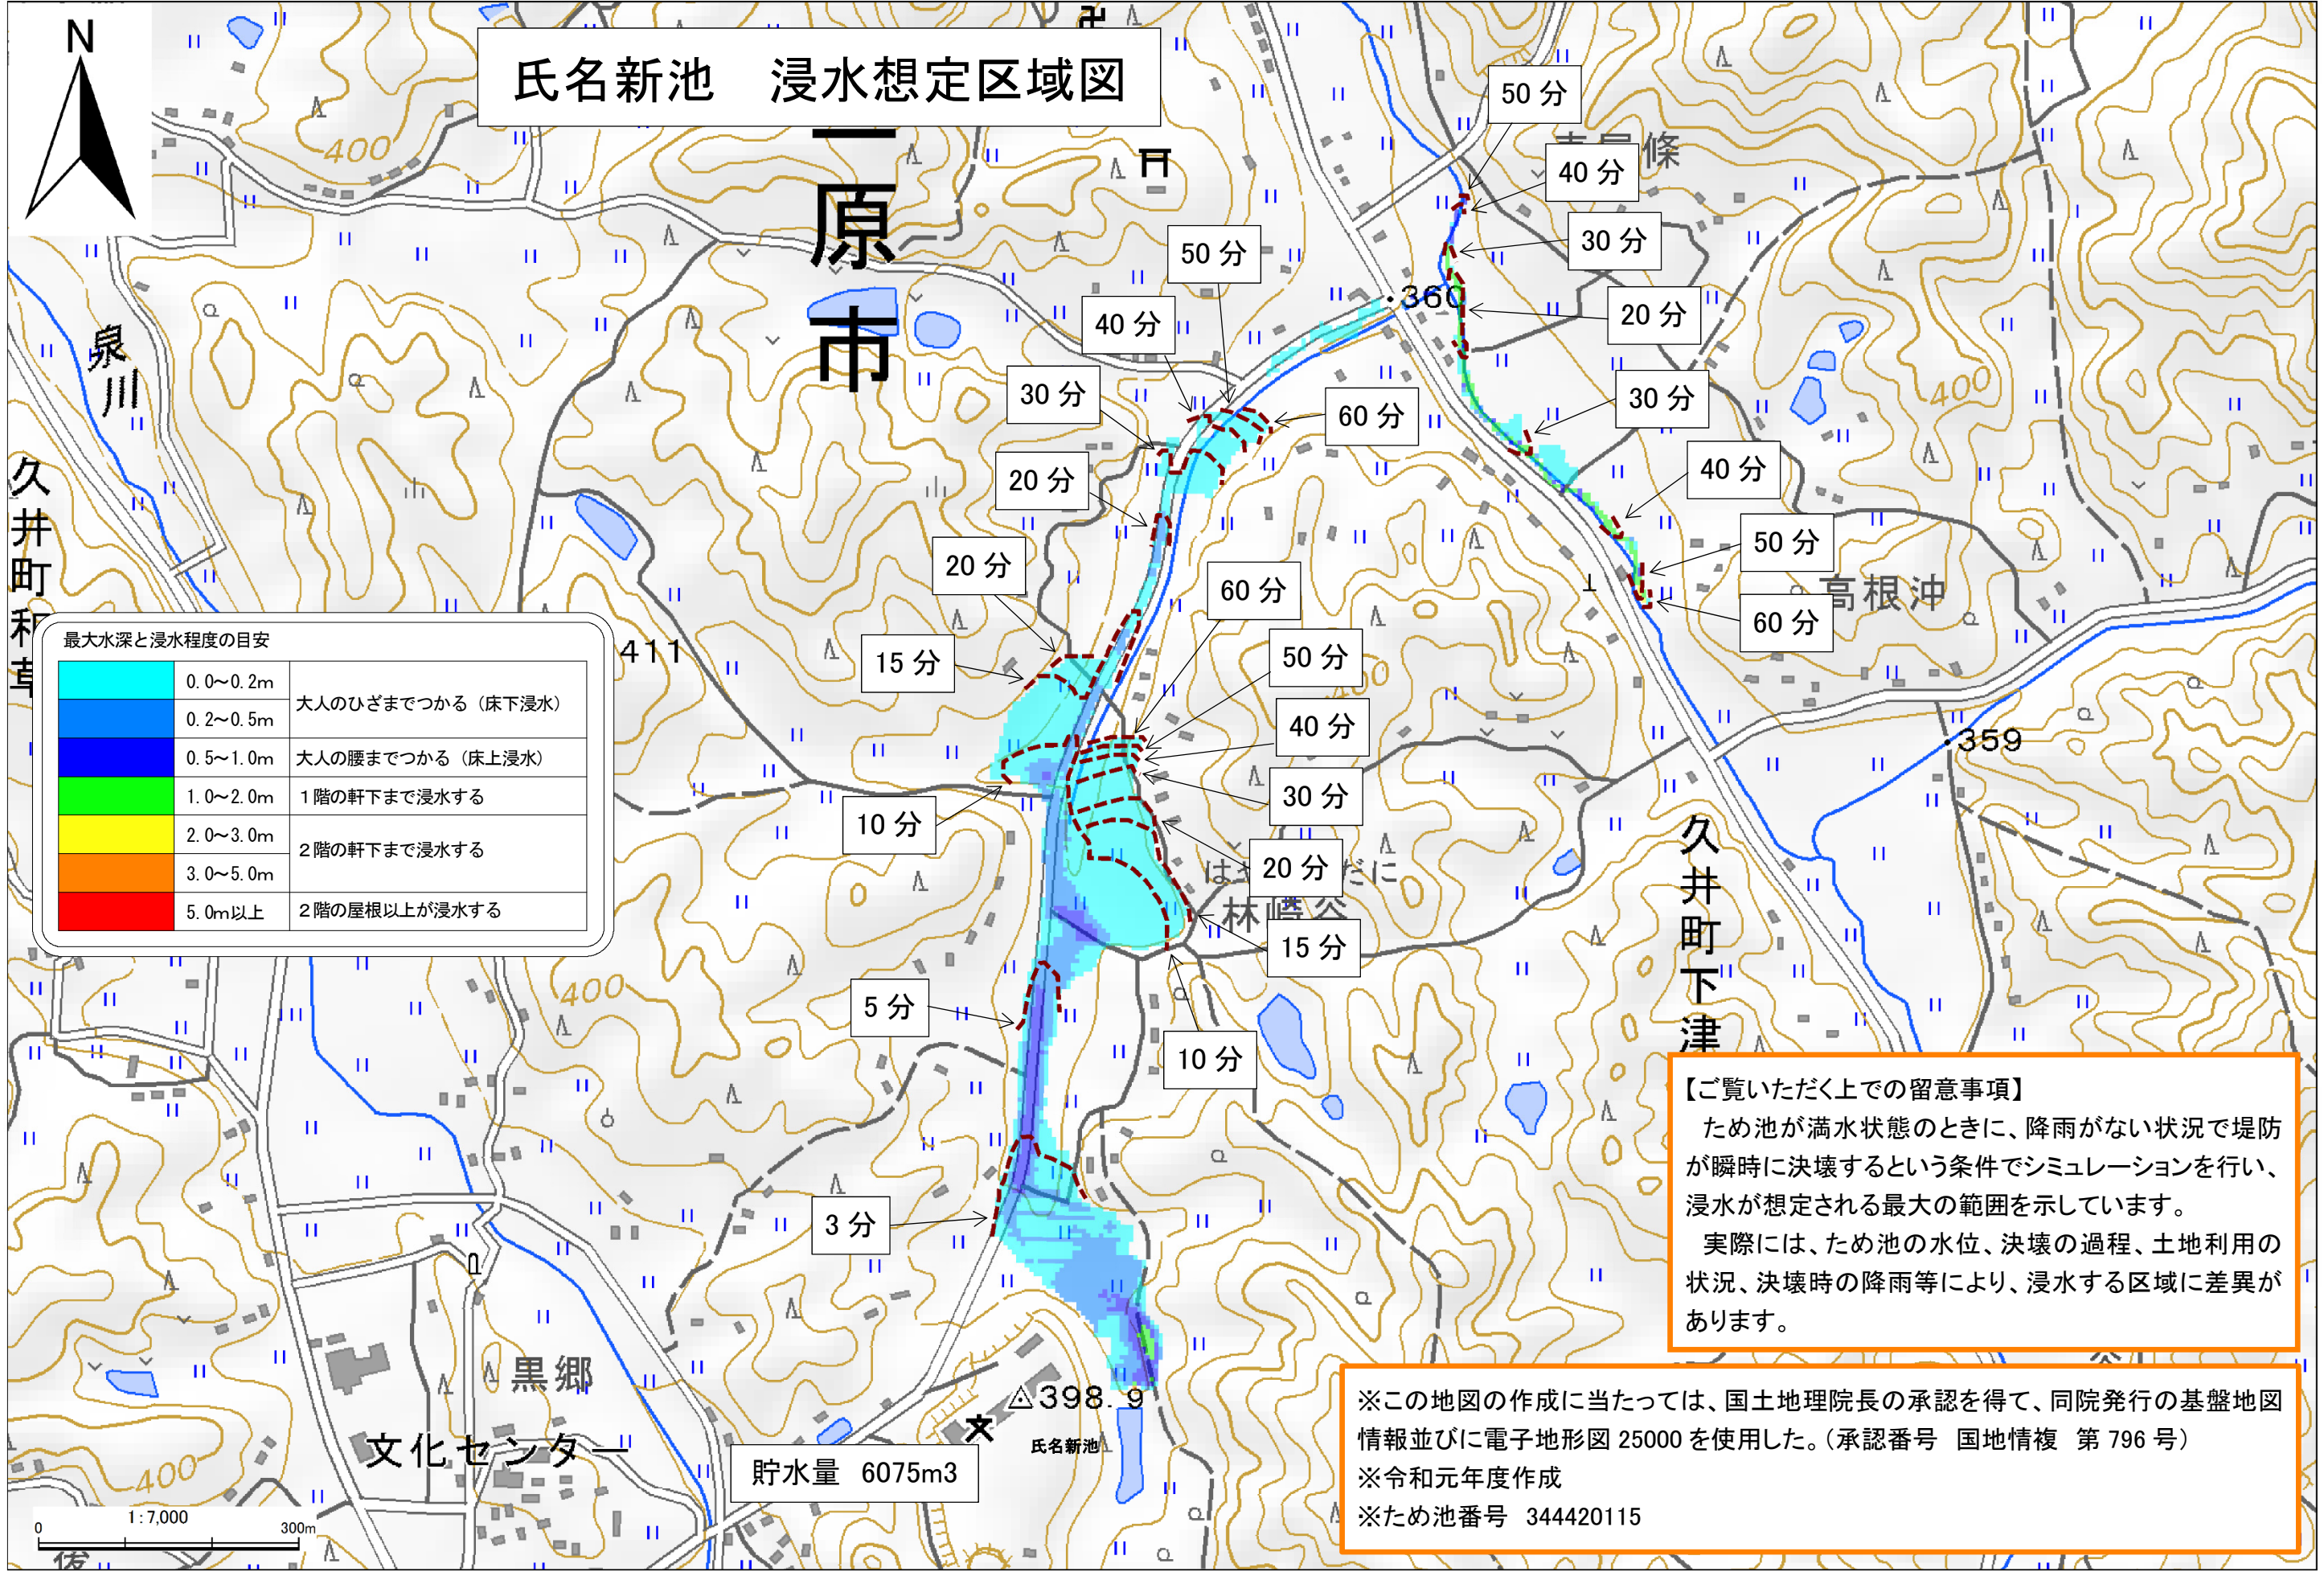 N
氏名新池　浸水想定区域図
原
市
400
50 分
40 分
30 分
20 分
30 分
40 分
50 分
60 分
360
50 分
40 分
30 分
20 分
20 分
15 分
10 分
5 分
3 分
60 分
60 分
50 分
40 分
30 分
20 分
15 分
10 分
泉川
久井町和草
411
高根沖
400
400
359
久井町下津
400
黒郷
文化センター
400
△398.9
氏名新池
貯水量　6075m3
最大水深と浸水程度の目安
0.0～0.2m
大人のひざまでつかる（床下浸水）
0.2～0.5m
0.5～1.0m　大人の腰までつかる（床上浸水）
1.0～2.0m　1階の軒下まで浸水する
2.0～3.0m
2階の軒下まで浸水する
3.0～5.0m
5.0m以上　2階の屋根以上が浸水する
【ご覧いただく上での留意事項】
　ため池が満水状態のときに、降雨がない状況で堤防
が瞬時に決壊するという条件でシミュレーションを行い、
浸水が想定される最大の範囲を示しています。
　実際には、ため池の水位、決壊の過程、土地利用の
状況、決壊時の降雨等により、浸水する区域に差異が
あります。
※この地図の作成に当たっては、国土地理院長の承認を得て、同院発行の基盤地図
情報並びに電子地形図 25000 を使用した。（承認番号　国地情複　第 796 号）
※令和元年度作成
※ため池番号　344420115
1:7,000
0　300m